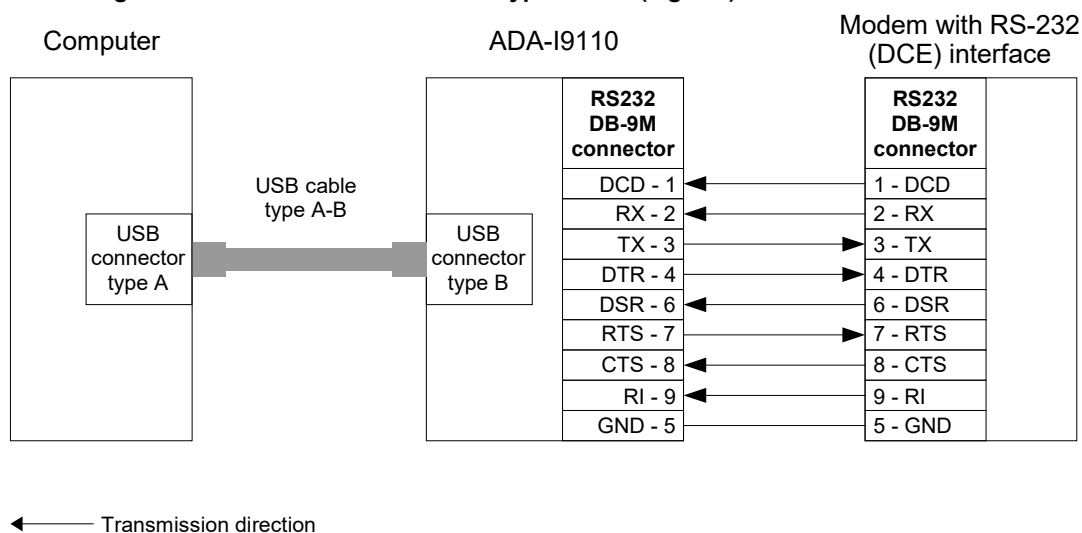 Computer
ADA-I9110
Modem with RS-232
(DCE) interface
RS232
DB-9M
connector
RS232
DB-9M
connector
USB cable
type A-B
USB
connector
type A
USB
connector
type B
DCD - 1
1 - DCD
RX - 2
2 - RX
TX - 3
3 - TX
DTR - 4
4 - DTR
DSR - 6
6 - DSR
RTS - 7
7 - RTS
CTS - 8
8 - CTS
RI - 9
9 - RI
GND - 5
5 - GND
Transmission direction